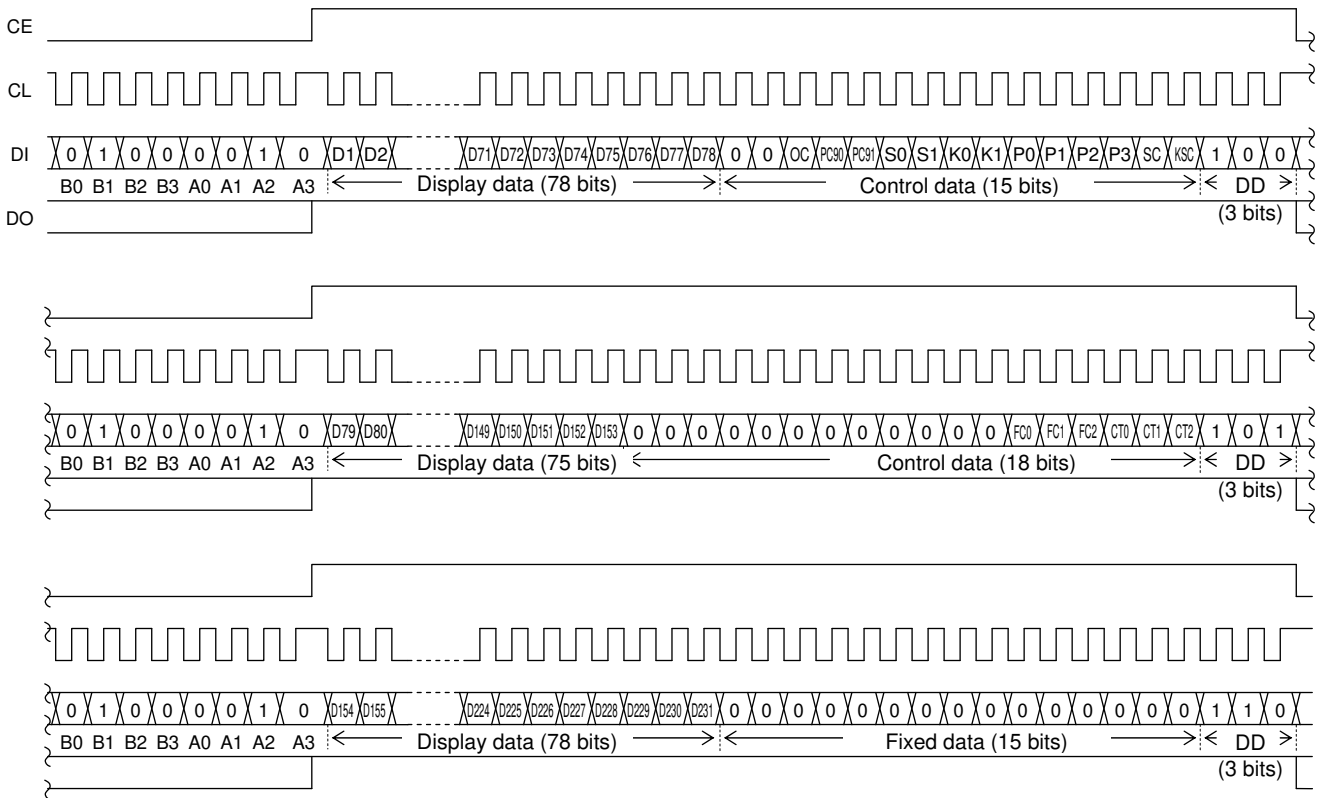 CE
CL
DI 0 1 0 0 0 0 1 0 D1 D2 D71 D72 D73 D74 D75 D76 D77 D78 0 0 OC PC90 PC91 S0 S1 K0 K1 P0 P1 P2 P3 SC KSC 1 0 0
B0 B1 B2 B3 A0 A1 A2 A3 Display data (78 bits) Control data (15 bits) DD
(3 bits)
DO
0 1 0 0 0 0 1 0 D79 D80 D149 D150 D151 D152 D153 0 0 0 0 0 0 0 0 0 0 0 0 FC0 FC1 FC2 CT0 CT1 CT2 1 0 1
B0 B1 B2 B3 A0 A1 A2 A3 Display data (75 bits) Control data (18 bits) DD
(3 bits)
0 1 0 0 0 0 1 0 D154 D155 D224 D225 D226 D227 D228 D229 D230 D231 0 0 0 0 0 0 0 0 0 0 0 0 0 0 0 1 1 0
B0 B1 B2 B3 A0 A1 A2 A3 Display data (78 bits) Fixed data (15 bits) DD
(3 bits)